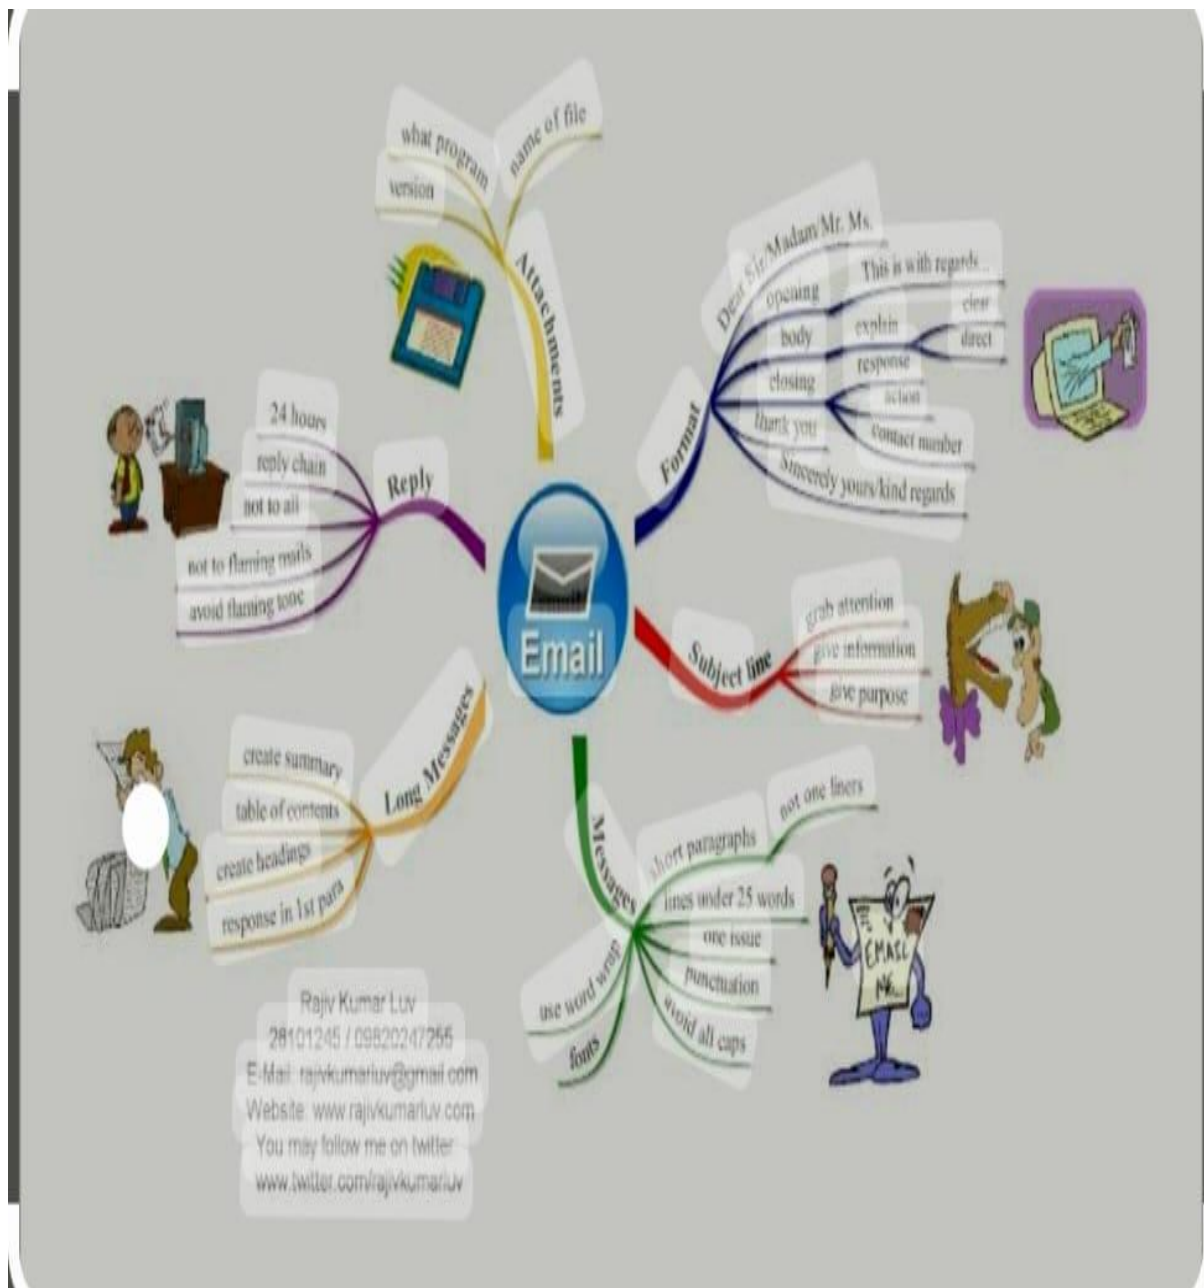 what program
version
name of file
Attachments
Dear Sir/Madam/Mr. Ms.
opening
This is with regards...
body
explain
clear
direct
closing
response
action
contact number
thank you
Sincerely yours/kind regards
Format
24 hours
reply chain
not to all
not to flaming mails
avoid flaming tone
Reply
Email
Subject line
grab attention
give information
give purpose
Long Messages
create summary
table of contents
create headings
response in 1st para
Messages
short paragraphs
not one liners
lines under 25 words
one issue
punctuation
avoid all caps
use word wrap
fonts
EMAIL
ME...
Rajiv Kumar Luv
28101245 / 09820247255
E-Mail: rajivkumarluv@gmail.com
Website: www.rajivkumarluv.com
You may follow me on twitter
www.twitter.com/rajivkumarluv